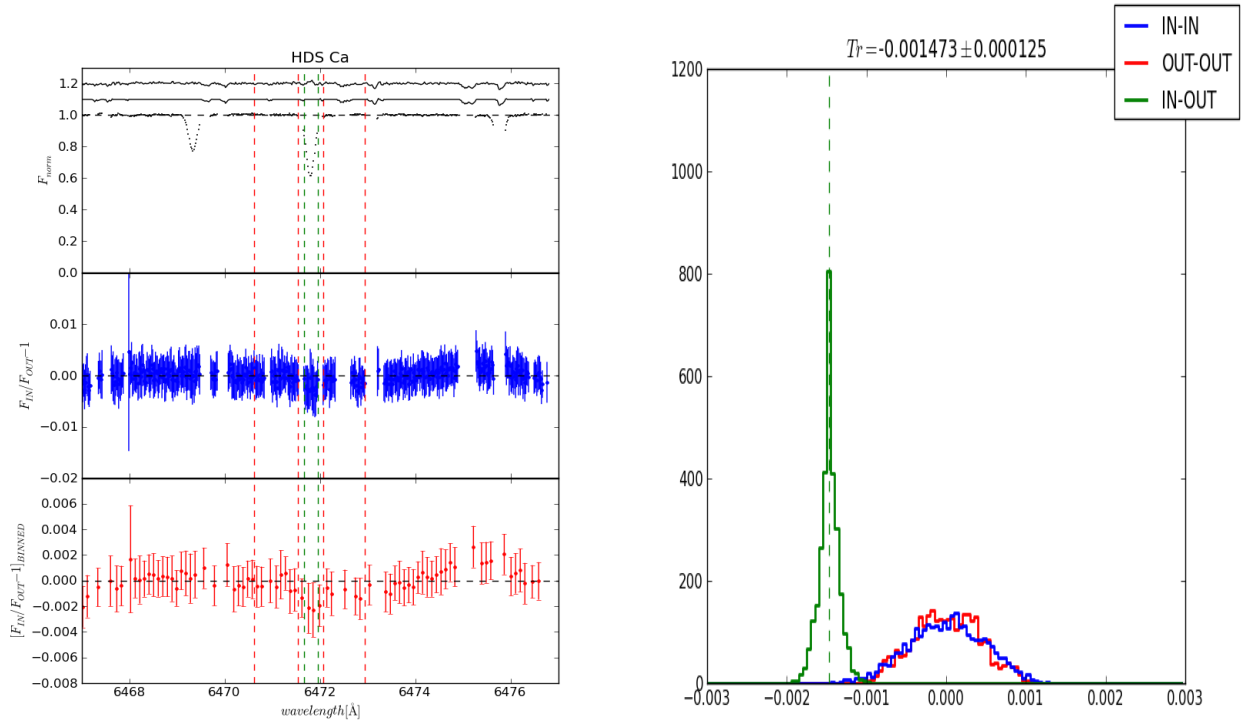 HDS Ca
1.2
1.0
0.8
0.6
0.4
0.2
0.0
F_norm
0.01
0.00
−0.01
−0.02
F_IN/F_OUT−1
0.006
0.004
0.002
0.000
−0.002
−0.004
−0.006
−0.008
[F_IN/F_OUT−1]_BINNED
6468 6470 6472 6474 6476
wavelength[Å]
Tr=-0.001473±0.000125
IN-IN
OUT-OUT
IN-OUT
1200
1000
800
600
400
200
0
−0.003 −0.002 −0.001 0.000 0.001 0.002 0.003